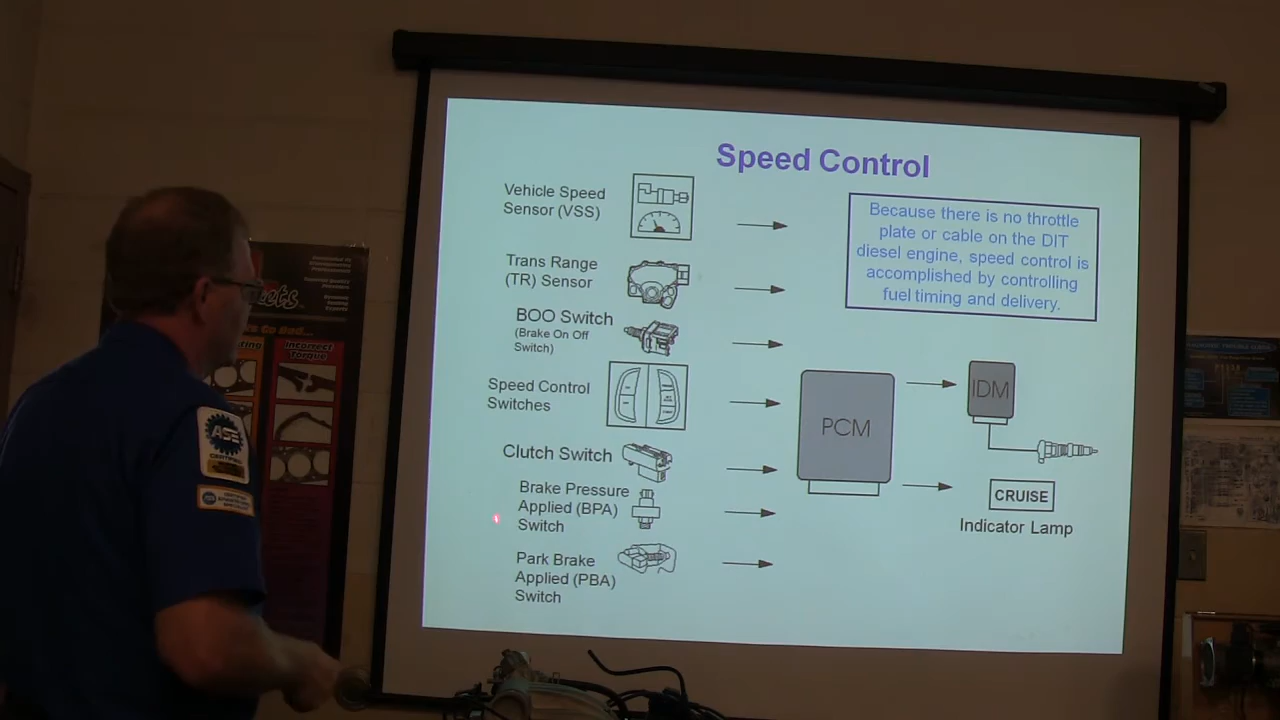 Speed Control
Vehicle Speed
Sensor (VSS)
Because there is no throttle
plate or cable on the DIT
diesel engine, speed control is
accomplished by controlling
fuel timing and delivery.
Trans Range
(TR) Sensor
BOO Switch
(Brake On Off
Switch)
Speed Control
Switches
PCM
IDM
Clutch Switch
Brake Pressure
Applied (BPA)
Switch
CRUISE
Indicator Lamp
Park Brake
Applied (PBA)
Switch
Incorrect
Torque
ASE
CERTIFIED